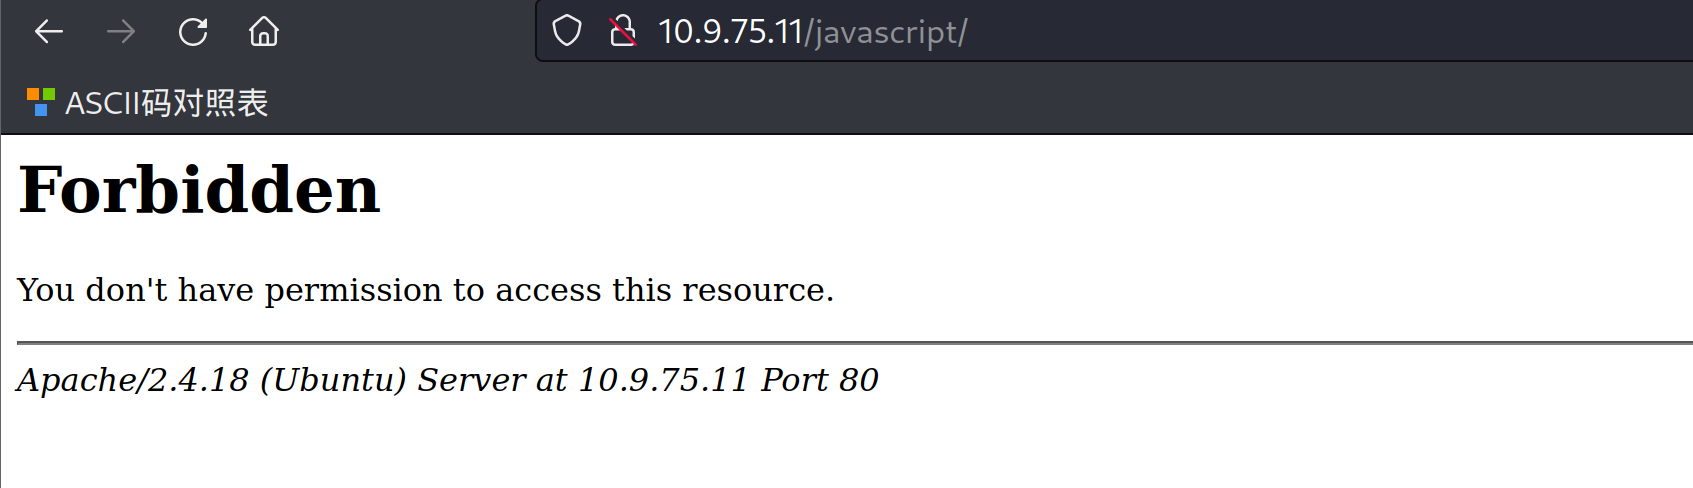 10.9.75.11/javascript/
ASCII码对照表
Forbidden
You don't have permission to access this resource.
Apache/2.4.18 (Ubuntu) Server at 10.9.75.11 Port 80